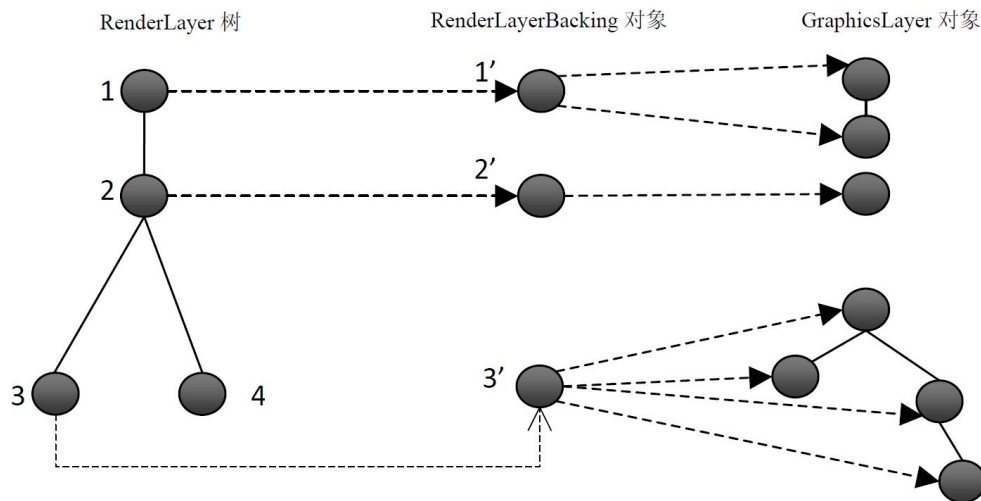 RenderLayer 树
RenderLayerBacking 对象
GraphicsLayer 对象
1
1’
2
2’
3
4
3’